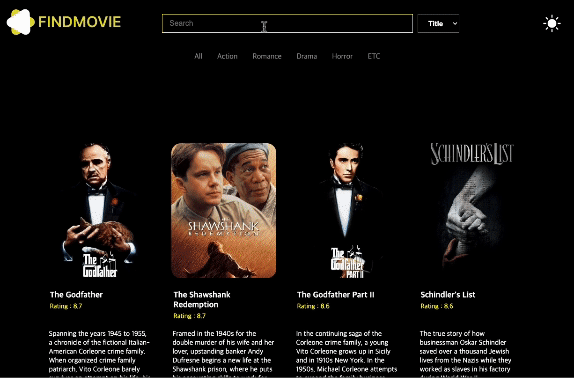 FINDMOVIE
Search
Title
All Action Romance Drama Horror ETC
The Godfather
SHAWSHANK
REDEMPTION
The Godfather
PART II
SCHINDLER'S LIST
The Godfather
Rating : 8.7
Spanning the years 1945 to 1955,
a chronicle of the fictional Italian-
American Corleone crime family.
When organized crime family
patriarch, Vito Corleone barely
The Shawshank
Redemption
Rating : 8.7
Framed in the 1940s for the
double murder of his wife and her
lover, upstanding banker Andy
Dufresne begins a new life at the
Shawshank prison, where he puts
The Godfather Part II
Rating : 8.6
In the continuing saga of the
Corleone crime family, a young
Vito Corleone grows up in Sicily
and in 1910s New York. In the
1950s, Michael Corleone attempts
Schindler's List
Rating : 8.6
The true story of how
businessman Oskar Schindler
saved over a thousand Jewish
lives from the Nazis while they
worked as slaves in his factory